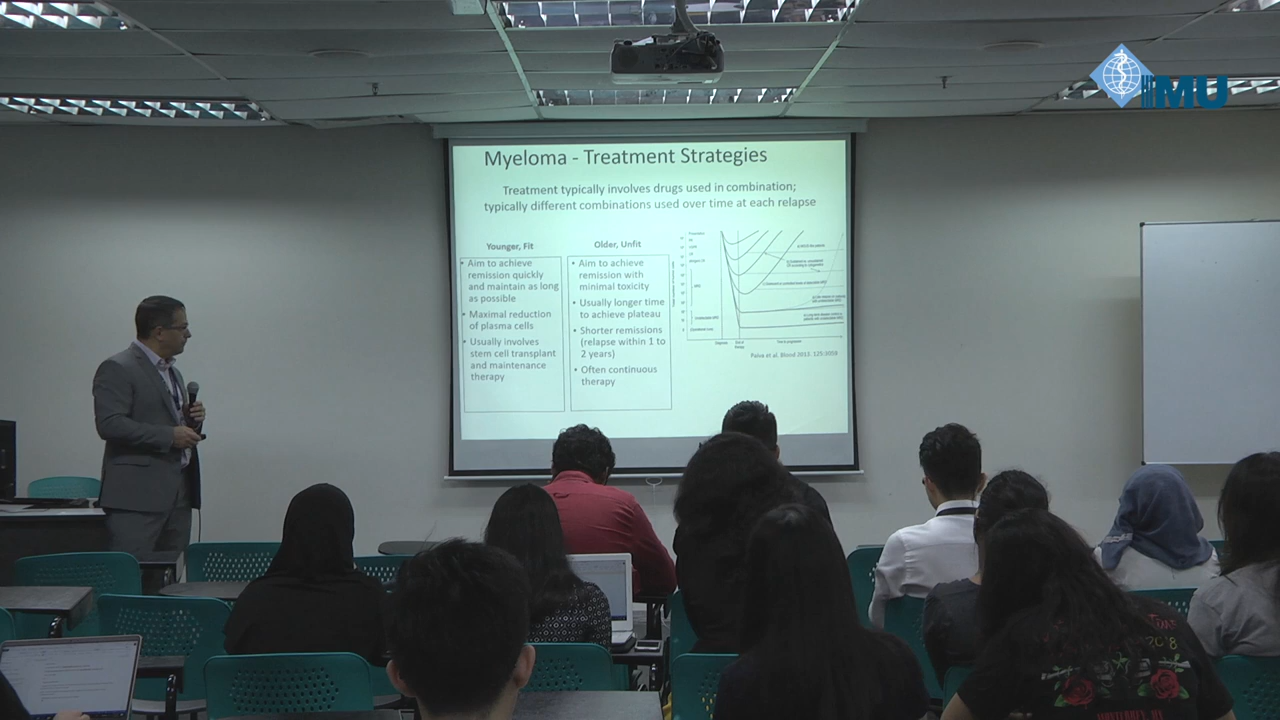 IMU
Myeloma - Treatment Strategies
Treatment typically involves drugs used in combination;
typically different combinations used over time at each relapse
Younger, Fit
• Aim to achieve
remission quickly
and maintain as long
as possible
• Maximal reduction
of plasma cells
• Usually involves
stem cell transplant
and maintenance
therapy
Older, Unfit
• Aim to achieve
remission with
minimal toxicity
• Usually longer time
to achieve plateau
• Shorter remissions
(relapse within 1 to
2 years)
• Often continuous
therapy
Diagnosis
Time to progression
Paiva et al. Blood 2015. 125:3059